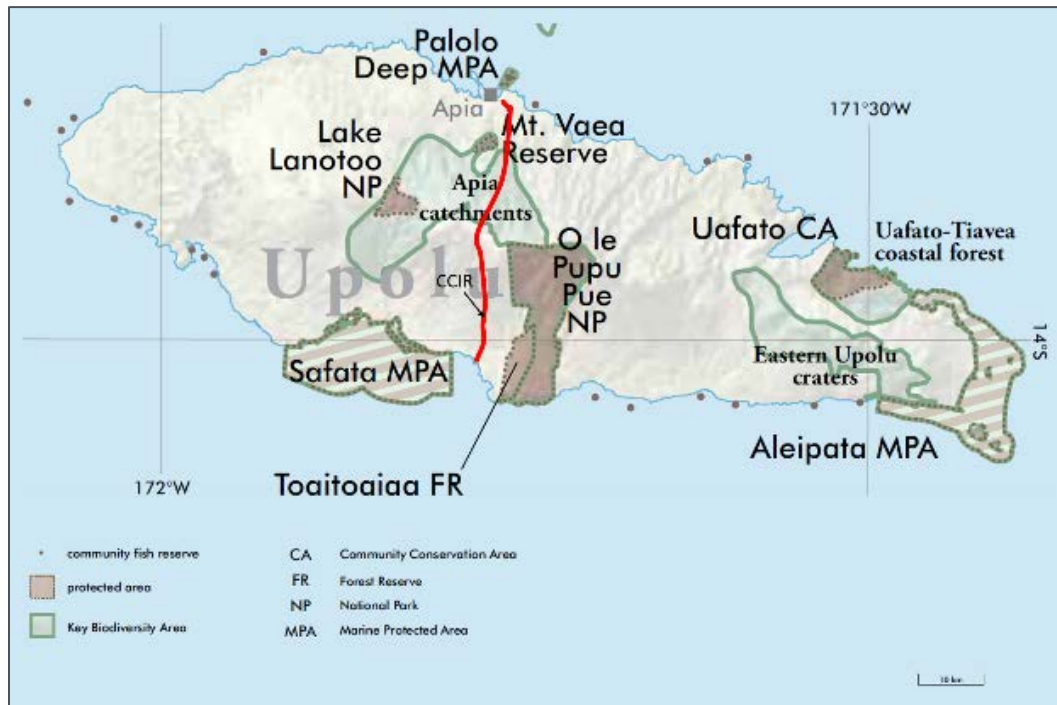 Palolo
Deep MPA
Apia
171°30'W
Lake
Lanotoo
NP
Mt. Vaea
Reserve
Apia
catchments
Uafato CA
Uafato-Tiavea
coastal forest
O le
Pupu
Pue
NP
Upolu
CCIR
14°S
Safata MPA
Eastern Upolu
craters
Aleipata MPA
172°W
Toaitoaiaa FR
community fish reserve
protected area
Key Biodiversity Area
CA Community Conservation Area
FR Forest Reserve
NP National Park
MPA Marine Protected Area
10 km